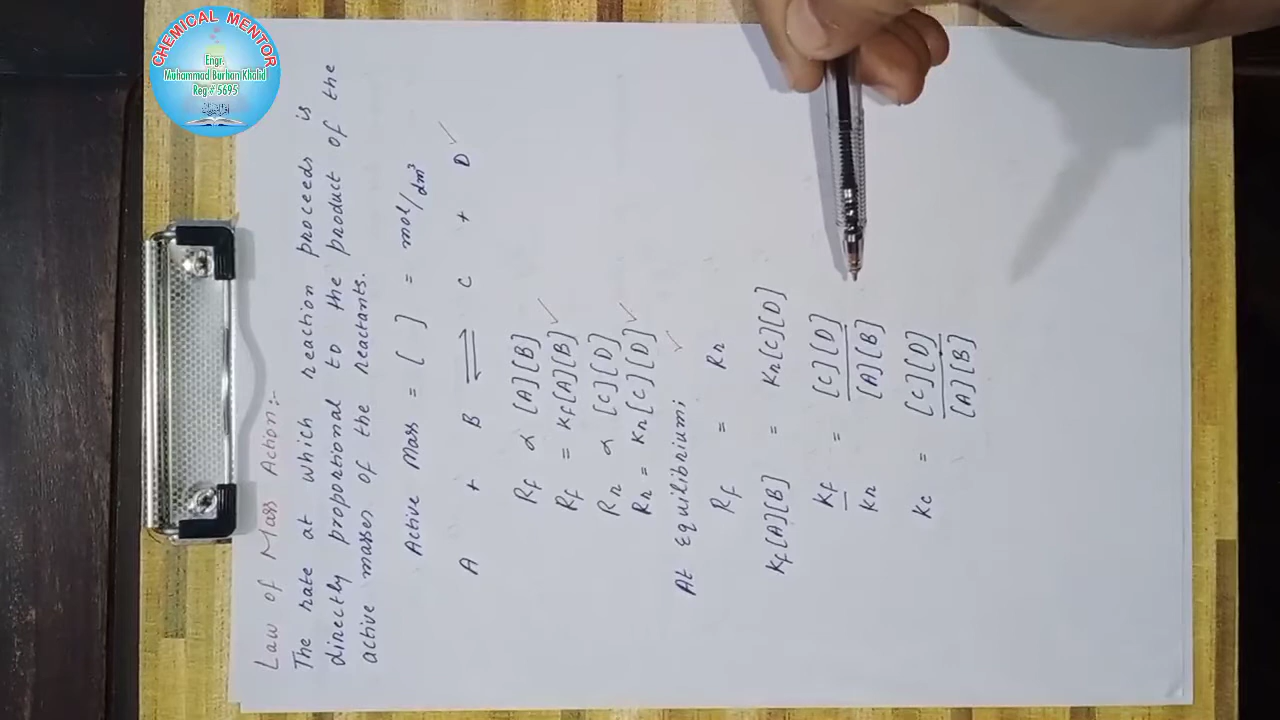 CHEMICAL MENTOR
Engr.
Muhammad Burhan Khalid
Reg # 5695
Law of Mass Action:-
The rate at which reaction proceeds is
directly proportional to the product of the
active masses of the reactants.
Active Mass = [ ] = mol/dm³
A + B ⇌ C + D ✓
Rf ∝ [A][B]
Rf = Kf[A][B] ✓
Rr ∝ [C][D]
Rr = Kr[C][D] ✓
At equilibrium; ✓
Rf = Rr
Kf[A][B] = Kr[C][D]
Kf/Kr = [C][D]/[A][B]
Kc = [C][D]/[A][B]